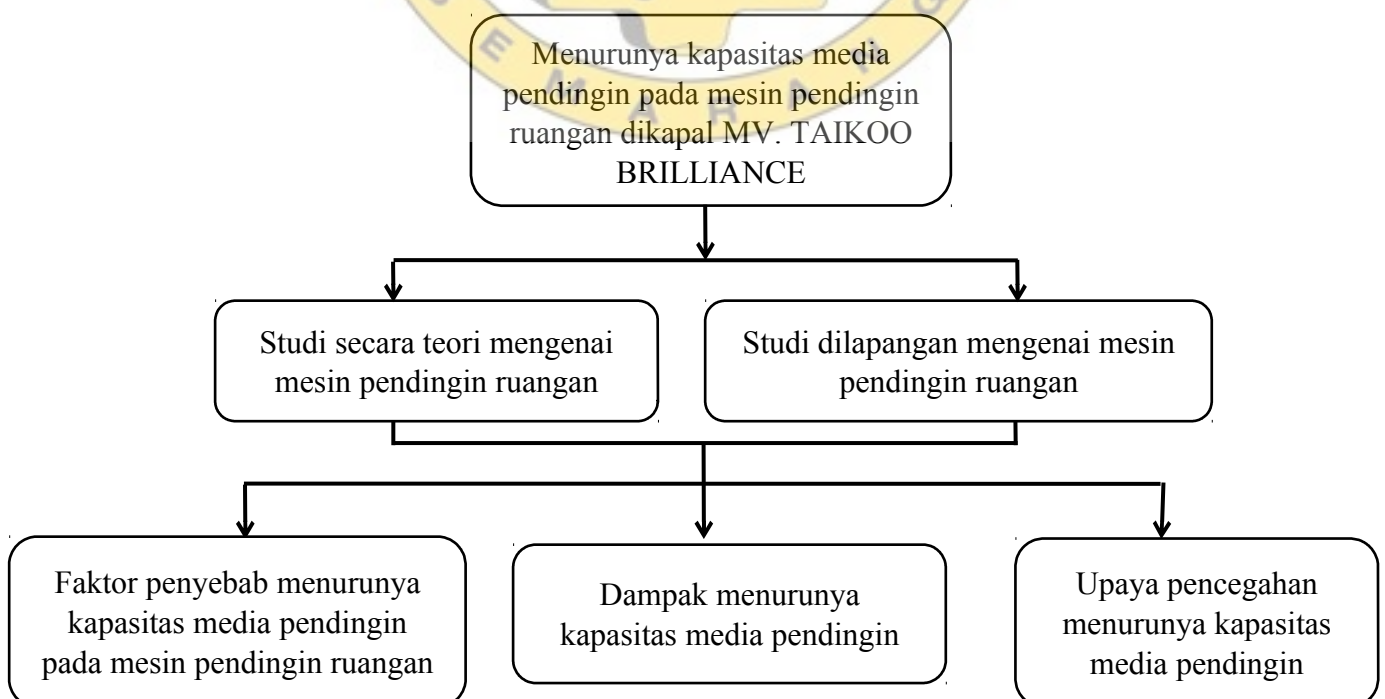 SEMARANG
Menurunya kapasitas media
pendingin pada mesin pendingin
ruangan dikapal MV. TAIKOO
BRILLIANCE
Studi secara teori mengenai
mesin pendingin ruangan
Studi dilapangan mengenai mesin
pendingin ruangan
Faktor penyebab menurunya
kapasitas media pendingin
pada mesin pendingin ruangan
Dampak menurunya
kapasitas media pendingin
Upaya pencegahan
menurunya kapasitas
media pendingin